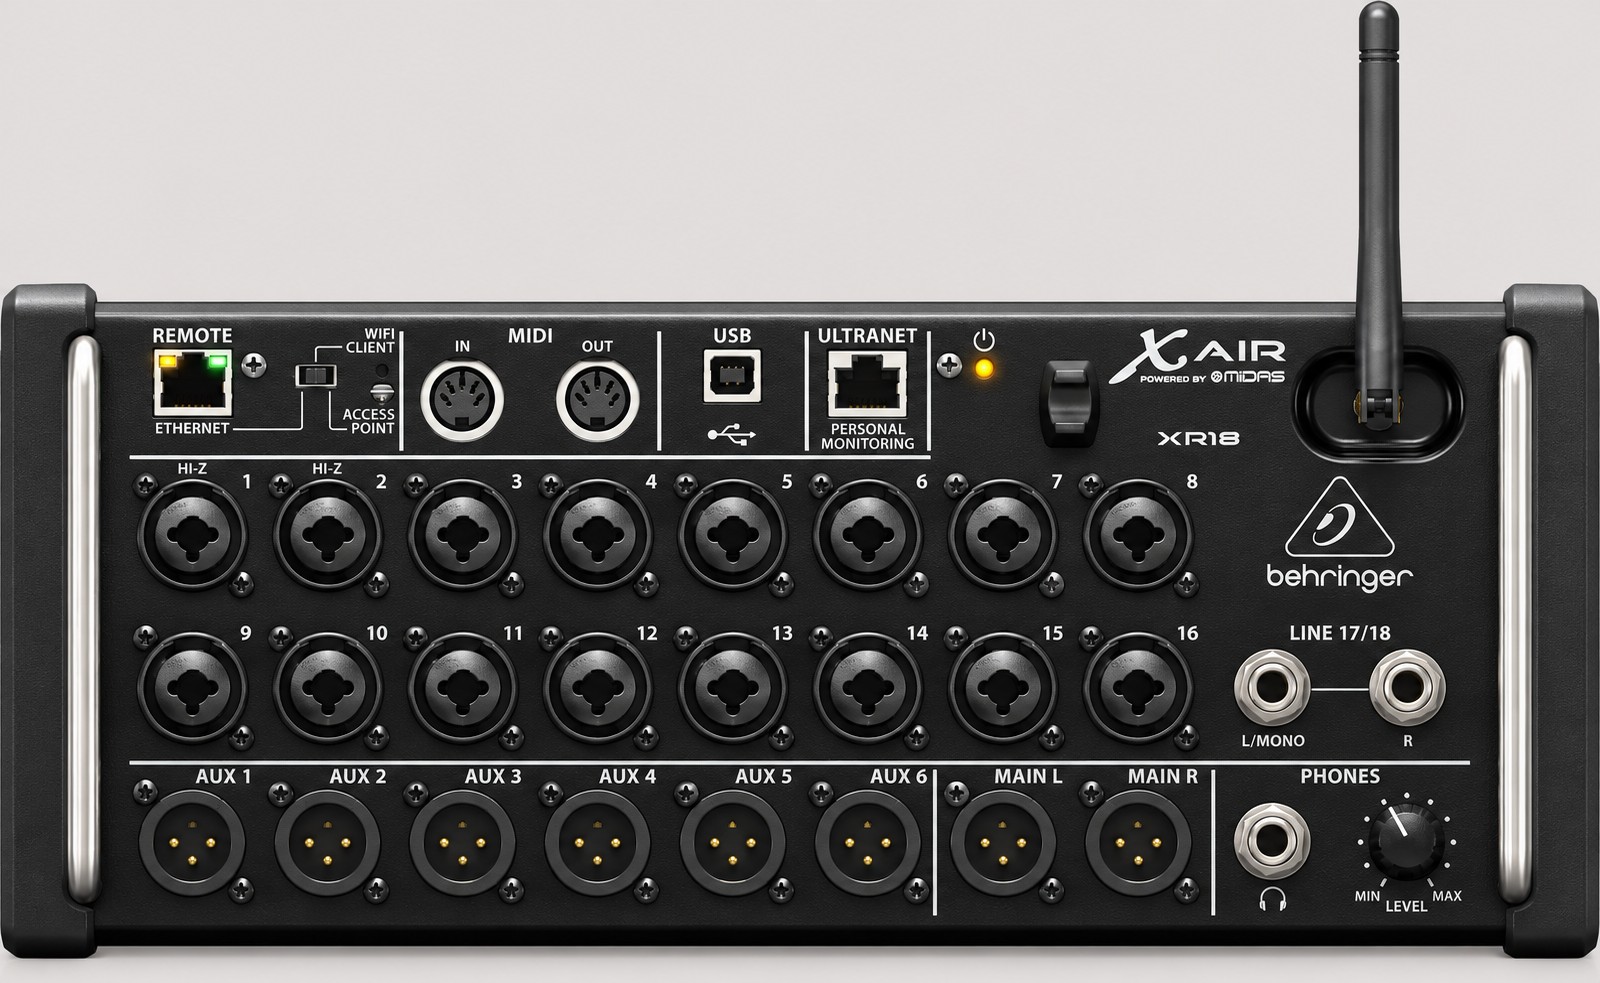 REMOTE
WIFI
CLIENT
ETHERNET
ACCESS
POINT
MIDI
IN
OUT
USB
ULTRANET
PERSONAL
MONITORING
X AIR
POWERED BY MIDAS
XR18
HI-Z
HI-Z
1
2
3
4
5
6
7
8
behringer
9
10
11
12
13
14
15
16
LINE 17/18
L/MONO
R
AUX 1
AUX 2
AUX 3
AUX 4
AUX 5
AUX 6
MAIN L
MAIN R
PHONES
MIN
LEVEL
MAX